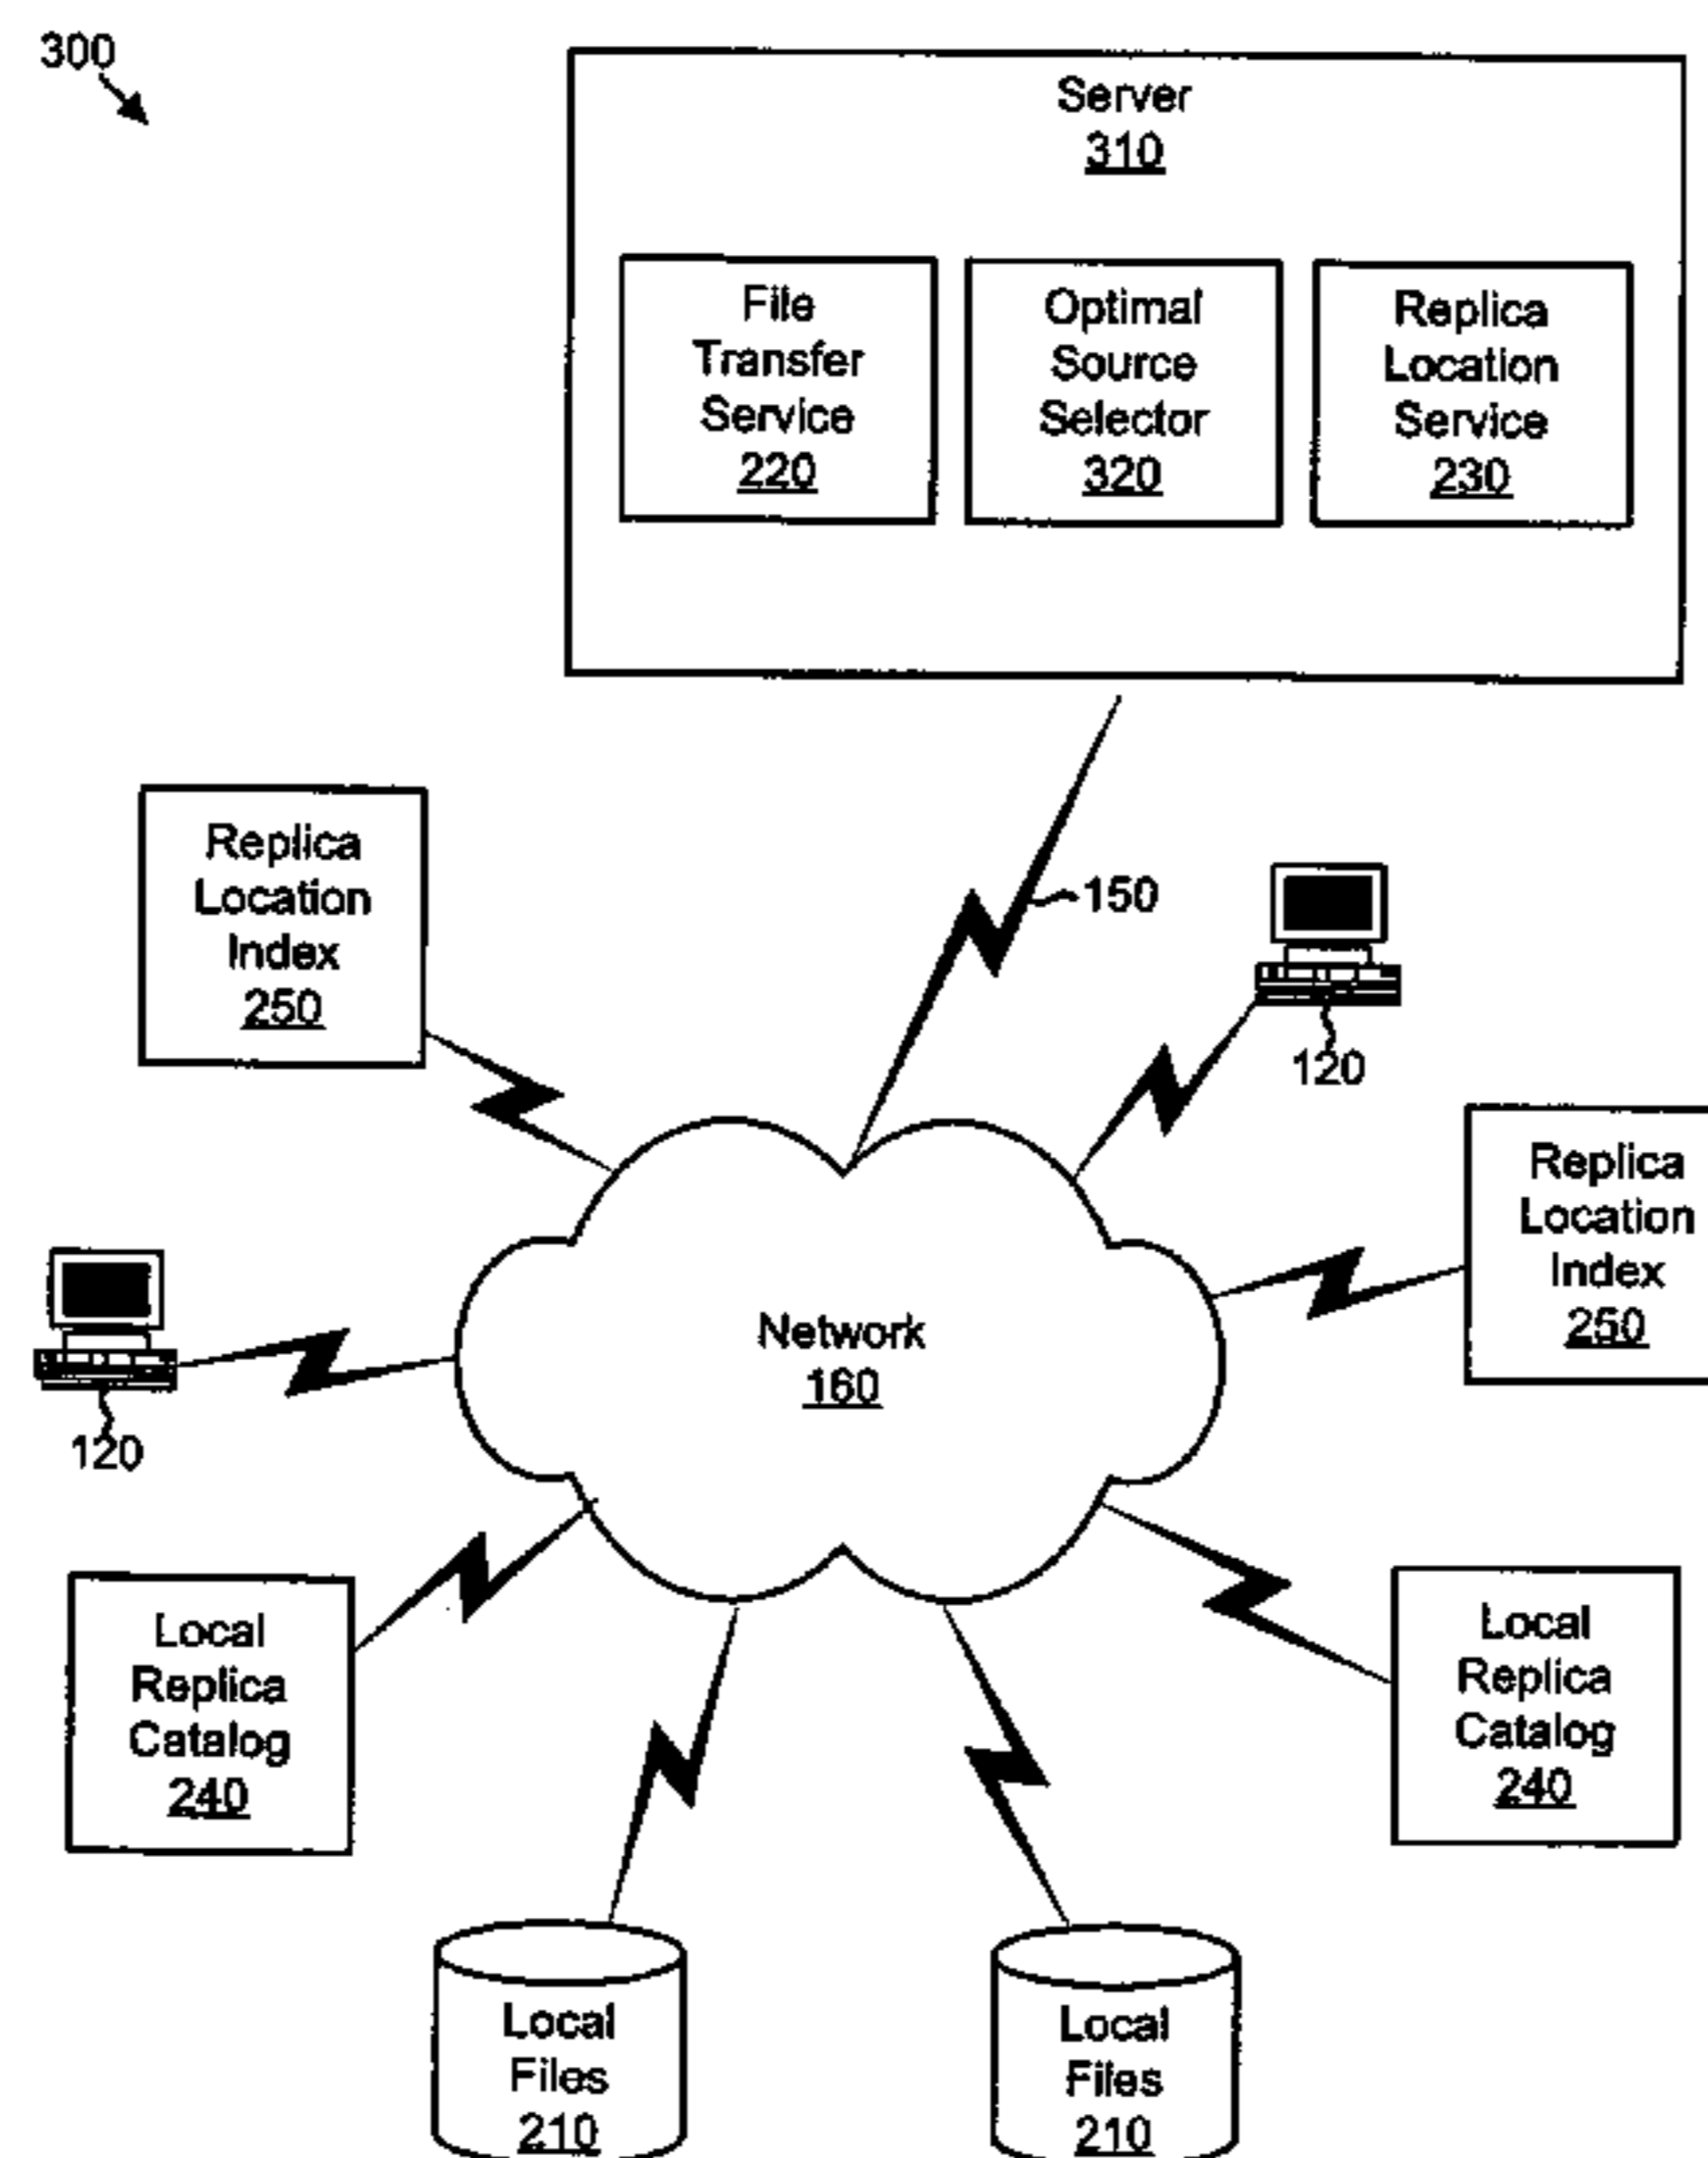 300
Server
310
File
Transfer
Service
220
Optimal
Source
Selector
320
Replica
Location
Service
230
Replica
Location
Index
250
150
120
Replica
Location
Index
250
Network
160
120
Local
Replica
Catalog
240
Local
Replica
Catalog
240
Local
Files
210
Local
Files
210